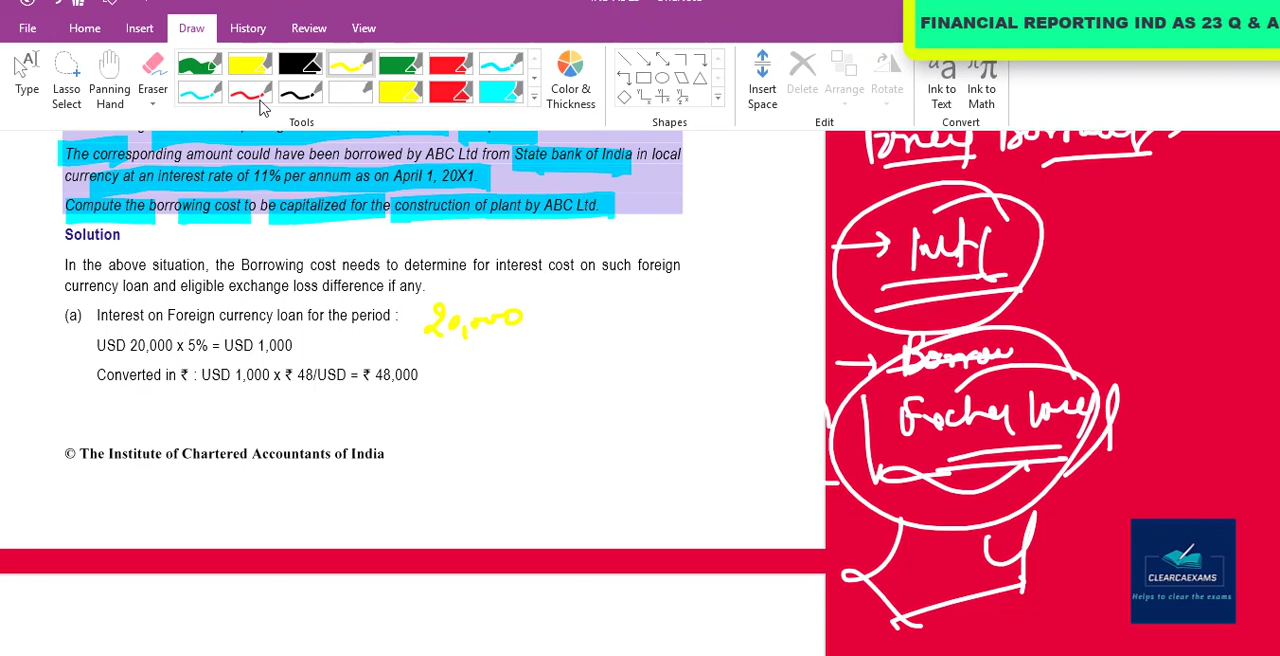 File Home Insert Draw History Review View
FINANCIAL REPORTING IND AS 23 Q & A
Type Lasso Select Panning Hand Eraser Color & Thickness Insert Space Delete Arrange Rotate Ink to Text Ink to Math
Tools Shapes Edit Convert
The corresponding amount could have been borrowed by ABC Ltd from State bank of India in local
currency at an interest rate of 11% per annum as on April 1, 20X1.
Compute the borrowing cost to be capitalized for the construction of plant by ABC Ltd.
Solution
In the above situation, the Borrowing cost needs to determine for interest cost on such foreign
currency loan and eligible exchange loss difference if any.
(a) Interest on Foreign currency loan for the period : 20,000
USD 20,000 x 5% = USD 1,000
Converted in ₹ : USD 1,000 x ₹ 48/USD = ₹ 48,000
© The Institute of Chartered Accountants of India
Borrow
loss
CLEARCAEXAMS
Helps to clear the exams